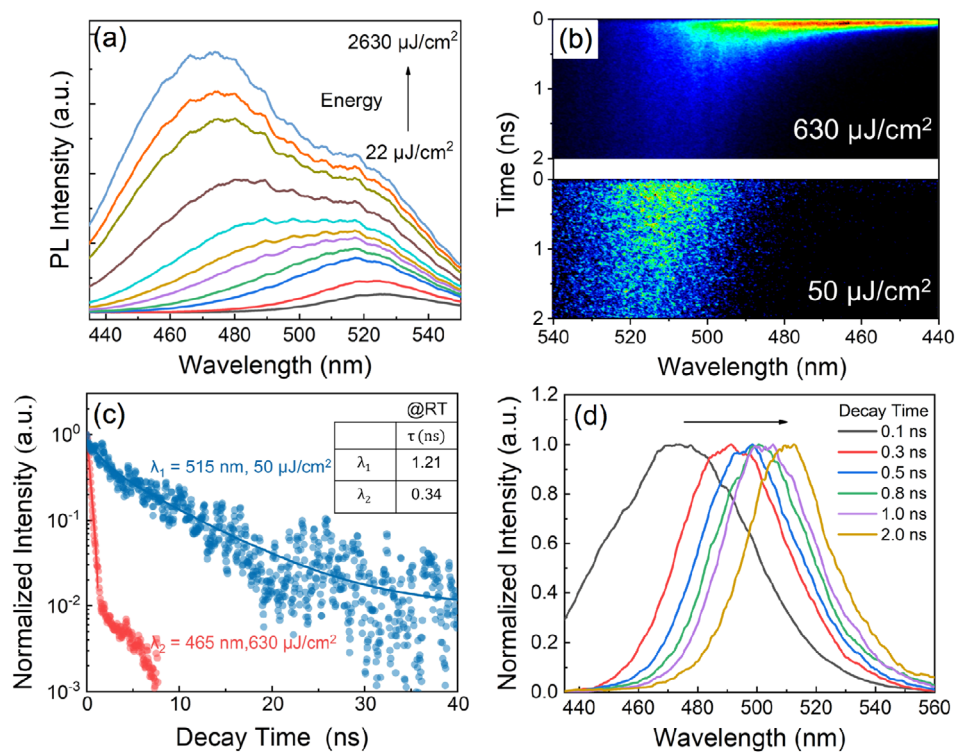 (a)
2630 μJ/cm²
Energy
22 μJ/cm²
PL Intensity (a.u.)
440 460 480 500 520 540
Wavelength (nm)
(b)
0
1
2
630 μJ/cm²
0
1
2
50 μJ/cm²
Time (ns)
540 520 500 480 460 440
Wavelength (nm)
(c)
@RT
τ (ns)
λ₁ 1.21
λ₂ 0.34
λ₁ = 515 nm, 50 μJ/cm²
λ₂ = 465 nm,630 μJ/cm²
10⁰
10⁻¹
10⁻²
10⁻³
Normalized Intensity (a.u.)
0 10 20 30 40
Decay Time (ns)
(d)
Decay Time
0.1 ns
0.3 ns
0.5 ns
0.8 ns
1.0 ns
2.0 ns
1.2
1.0
0.8
0.6
0.4
0.2
0.0
Normalized Intensity (a.u.)
440 460 480 500 520 540 560
Wavelength (nm)